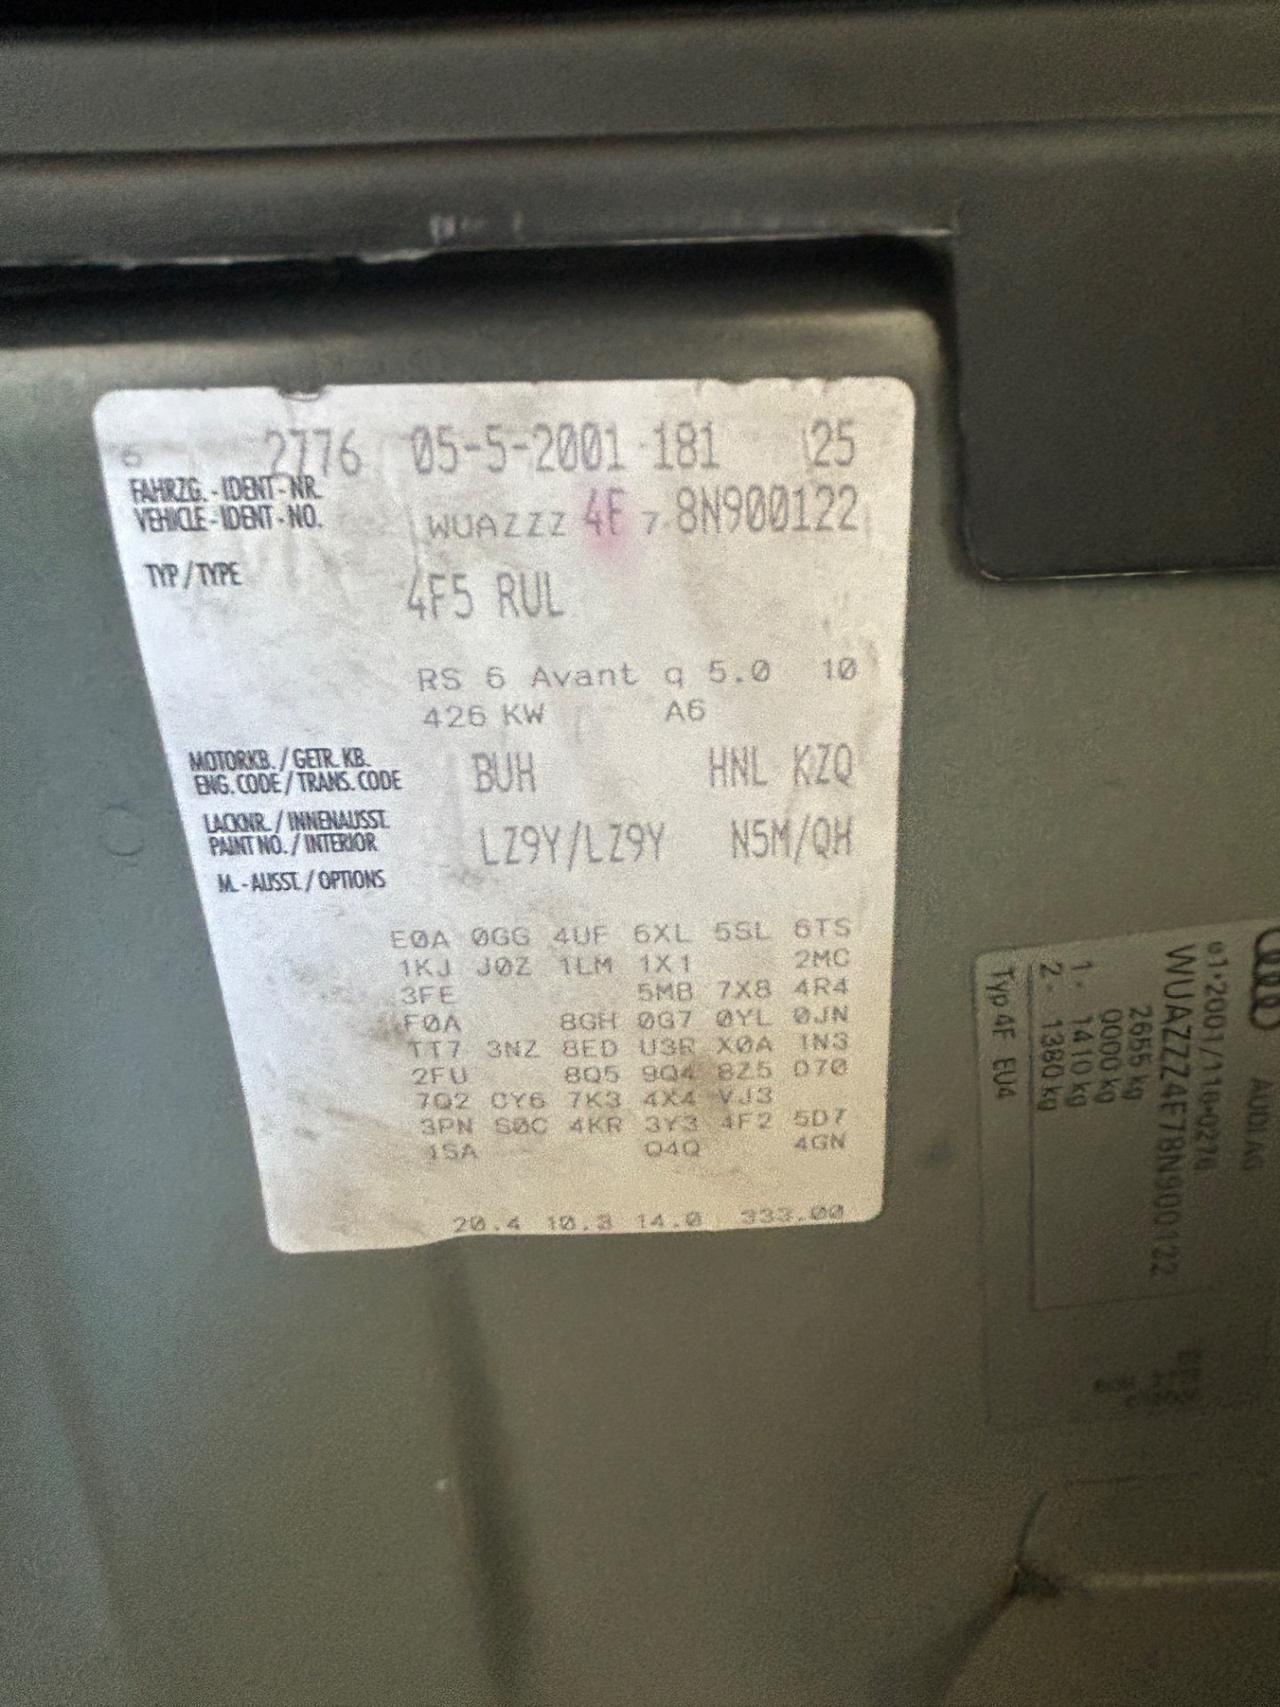 6 2776 05-5-2001 181 25
FAHRZG.-IDENT-NR.
VEHICLE-IDENT-NO. WUAZZZ 4F 7 8N900122
TYP/TYPE
4F5 RUL
RS 6 Avant q 5.0 10
426 KW A6
MOTORKB./GETR.KB.
ENG.CODE/TRANS.CODE BUH HNL KZQ
LACKNR./INNENAUSST.
PAINT NO./INTERIOR LZ9Y/LZ9Y N5M/QH
M.-AUSST./OPTIONS
E0A 0GG 4UF 6XL 5SL 6TS
1KJ J0Z 1LM 1X1 2MC
3FE 5MB 7X8 4R4
F0A 8GH 0G7 0YL 0JN
TT7 3NZ 8ED U3R X0A 1N3
2FU 8Q5 9Q4 8Z5 D70
7Q2 CY6 7K3 4X4 VJ3
3PN S0C 4KR 3Y3 4F2 5D7
1SA Q4Q 4GN
20.4 10.3 14.0 333.00
AUDI AG
e1*2001/116*0276
WUAZZZ4F78N900122
2655 kg
0000 kg
1- 1410 kg
2- 1380 kg
Typ 4F EU4